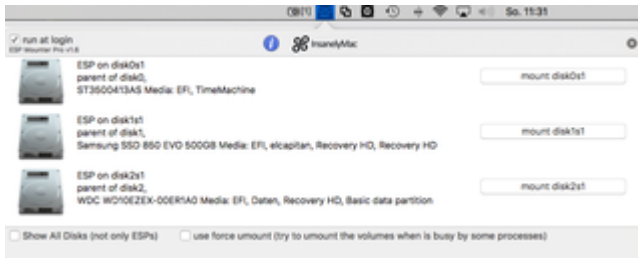 So. 11:31
run at login
ESP Mounter Pro v1.8
InsanelyMac
ESP on disk0s1
parent of disk0,
ST3500413AS Media: EFI, TimeMachine
mount disk0s1
ESP on disk1s1
parent of disk1,
Samsung SSD 850 EVO 500GB Media: EFI, elcapitan, Recovery HD, Recovery HD
mount disk1s1
ESP on disk2s1
parent of disk2,
WDC WD10EZEX-00ER1A0 Media: EFI, Daten, Recovery HD, Basic data partition
mount disk2s1
Show All Disks (not only ESPs)
use force umount (try to umount the volumes when is busy by some processes)